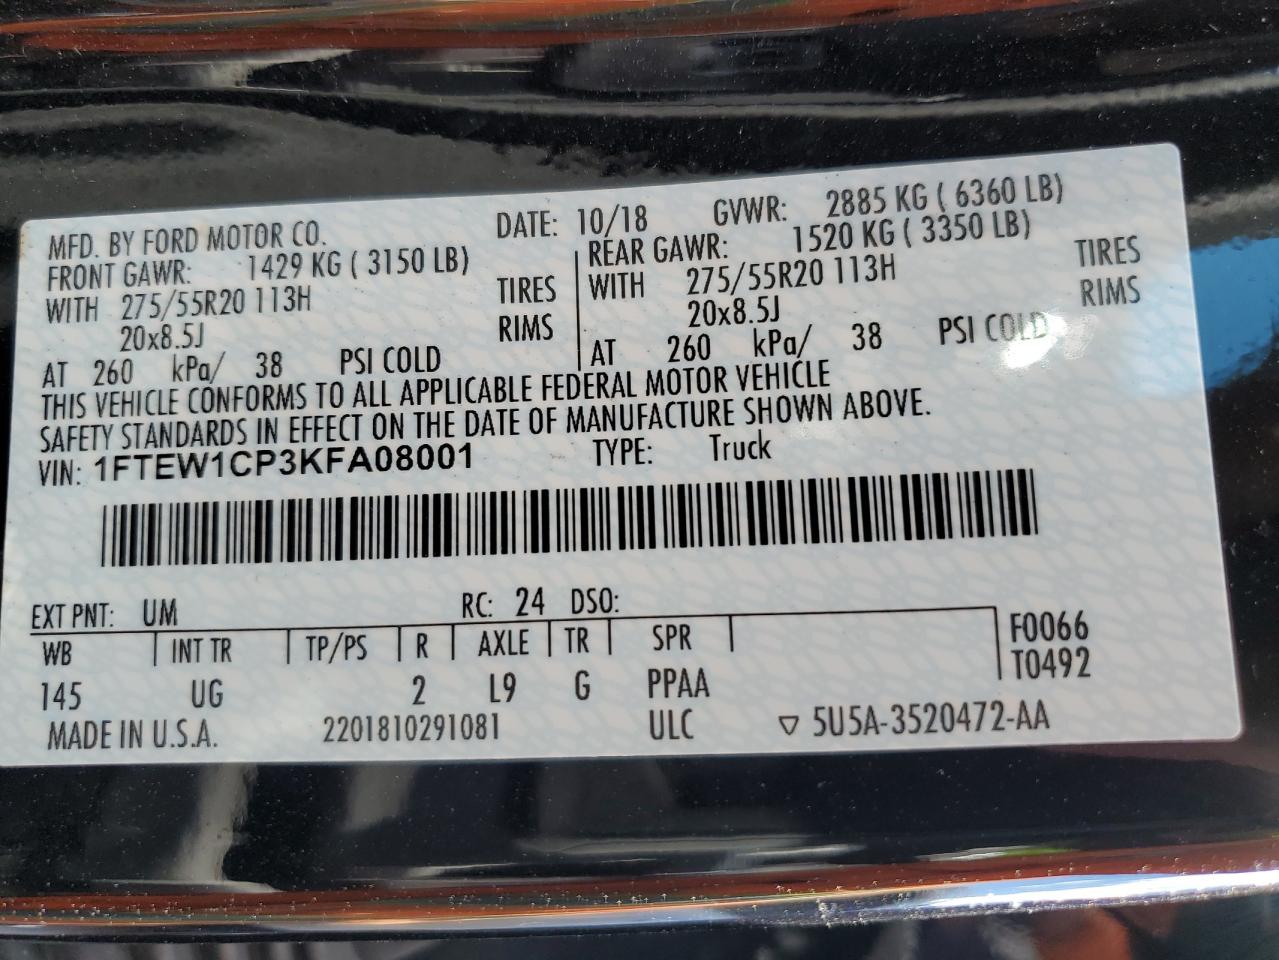 MFD. BY FORD MOTOR CO. DATE: 10/18 GVWR: 2885 KG ( 6360 LB)
FRONT GAWR: 1429 KG ( 3150 LB) REAR GAWR: 1520 KG ( 3350 LB)
WITH 275/55R20 113H TIRES WITH 275/55R20 113H TIRES
20x8.5J RIMS 20x8.5J RIMS
AT 260 kPa/ 38 PSI COLD AT 260 kPa/ 38 PSI COLD
THIS VEHICLE CONFORMS TO ALL APPLICABLE FEDERAL MOTOR VEHICLE
SAFETY STANDARDS IN EFFECT ON THE DATE OF MANUFACTURE SHOWN ABOVE.
VIN: 1FTEW1CP3KFA08001 TYPE: Truck
EXT PNT: UM RC: 24 DSO:
WB INT TR TP/PS R AXLE TR SPR F0066
T0492
145 UG 2 L9 G PPAA
MADE IN U.S.A. 2201810291081 ULC ▽ 5U5A-3520472-AA